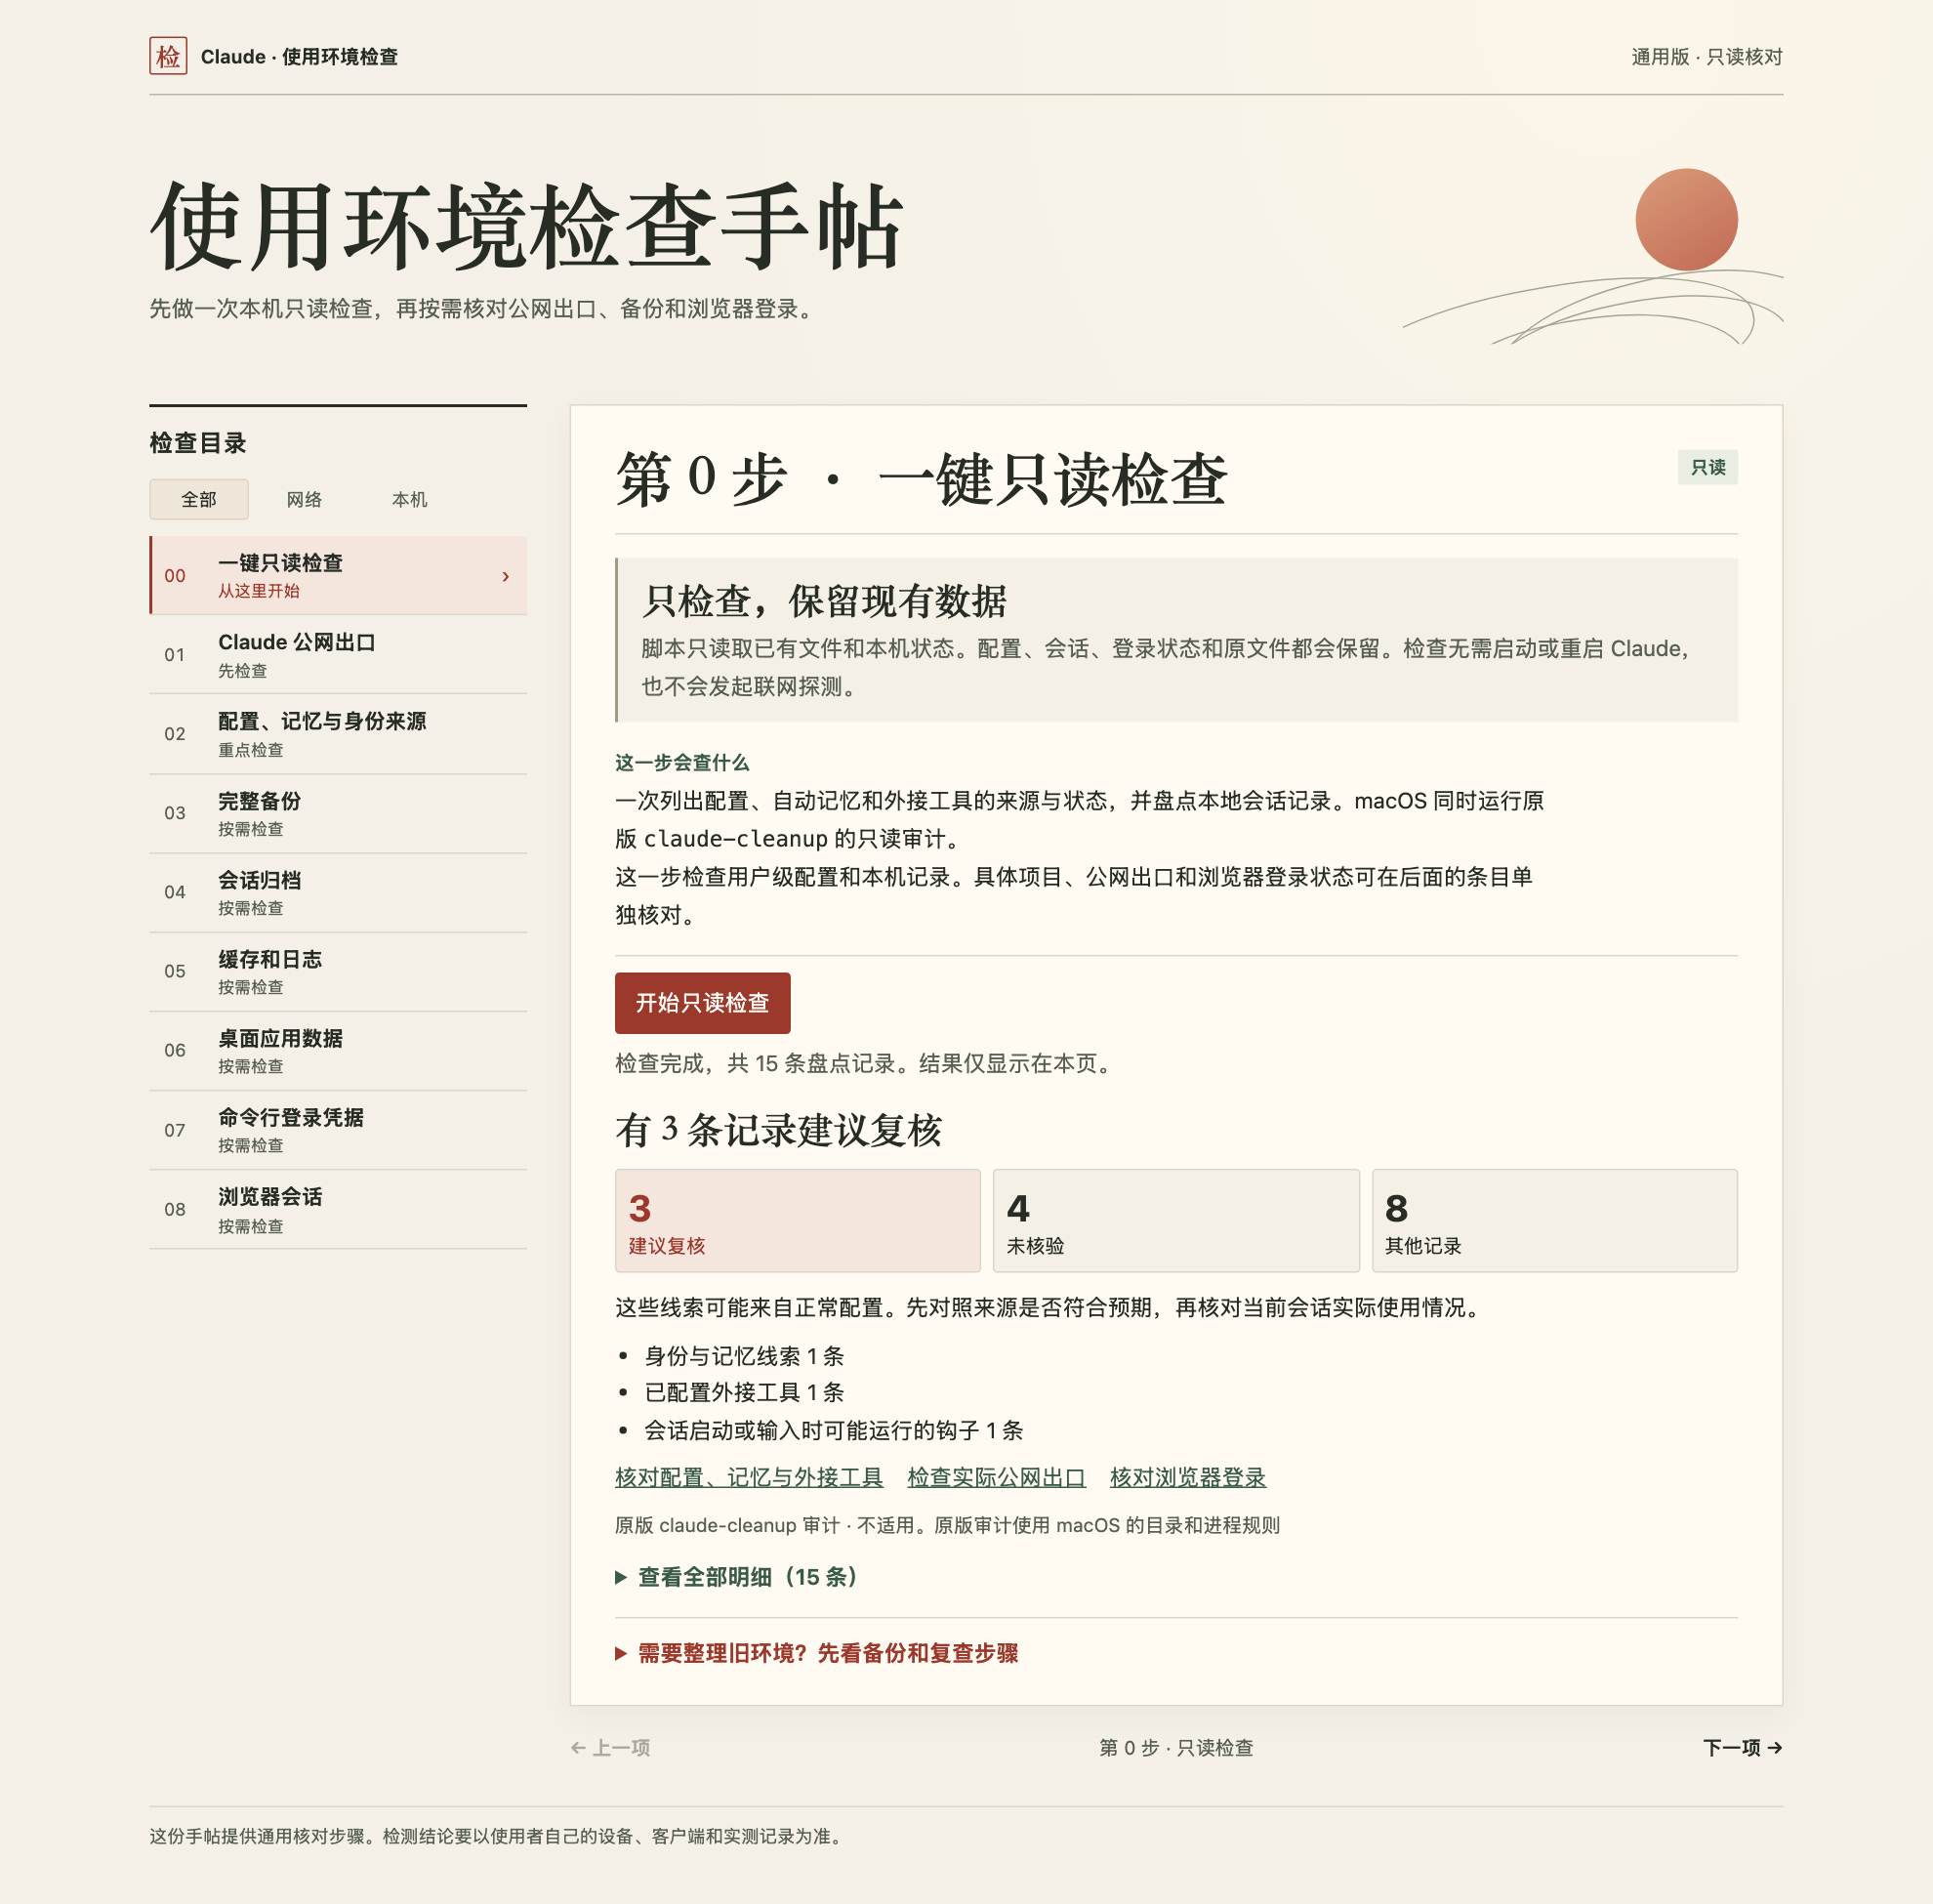 检
Claude · 使用环境检查
通用版 · 只读核对
使用环境检查手帖
先做一次本机只读检查，再按需核对公网出口、备份和浏览器登录。
检查目录
全部
网络
本机
00
一键只读检查
从这里开始
›
01
Claude 公网出口
先检查
02
配置、记忆与身份来源
重点检查
03
完整备份
按需检查
04
会话归档
按需检查
05
缓存和日志
按需检查
06
桌面应用数据
按需检查
07
命令行登录凭据
按需检查
08
浏览器会话
按需检查
第 0 步 · 一键只读检查
只读
只检查，保留现有数据
脚本只读取已有文件和本机状态。配置、会话、登录状态和原文件都会保留。检查无需启动或重启 Claude，
也不会发起联网探测。
这一步会查什么
一次列出配置、自动记忆和外接工具的来源与状态，并盘点本地会话记录。macOS 同时运行原
版 claude-cleanup 的只读审计。
这一步检查用户级配置和本机记录。具体项目、公网出口和浏览器登录状态可在后面的条目单
独核对。
开始只读检查
检查完成，共 15 条盘点记录。结果仅显示在本页。
有 3 条记录建议复核
3
建议复核
4
未核验
8
其他记录
这些线索可能来自正常配置。先对照来源是否符合预期，再核对当前会话实际使用情况。
• 身份与记忆线索 1 条
• 已配置外接工具 1 条
• 会话启动或输入时可能运行的钩子 1 条
核对配置、记忆与外接工具 检查实际公网出口 核对浏览器登录
原版 claude-cleanup 审计 · 不适用。原版审计使用 macOS 的目录和进程规则
▶ 查看全部明细（15 条）
▶ 需要整理旧环境？先看备份和复查步骤
← 上一项
第 0 步 · 只读检查
下一项 →
这份手帖提供通用核对步骤。检测结论要以使用者自己的设备、客户端和实测记录为准。